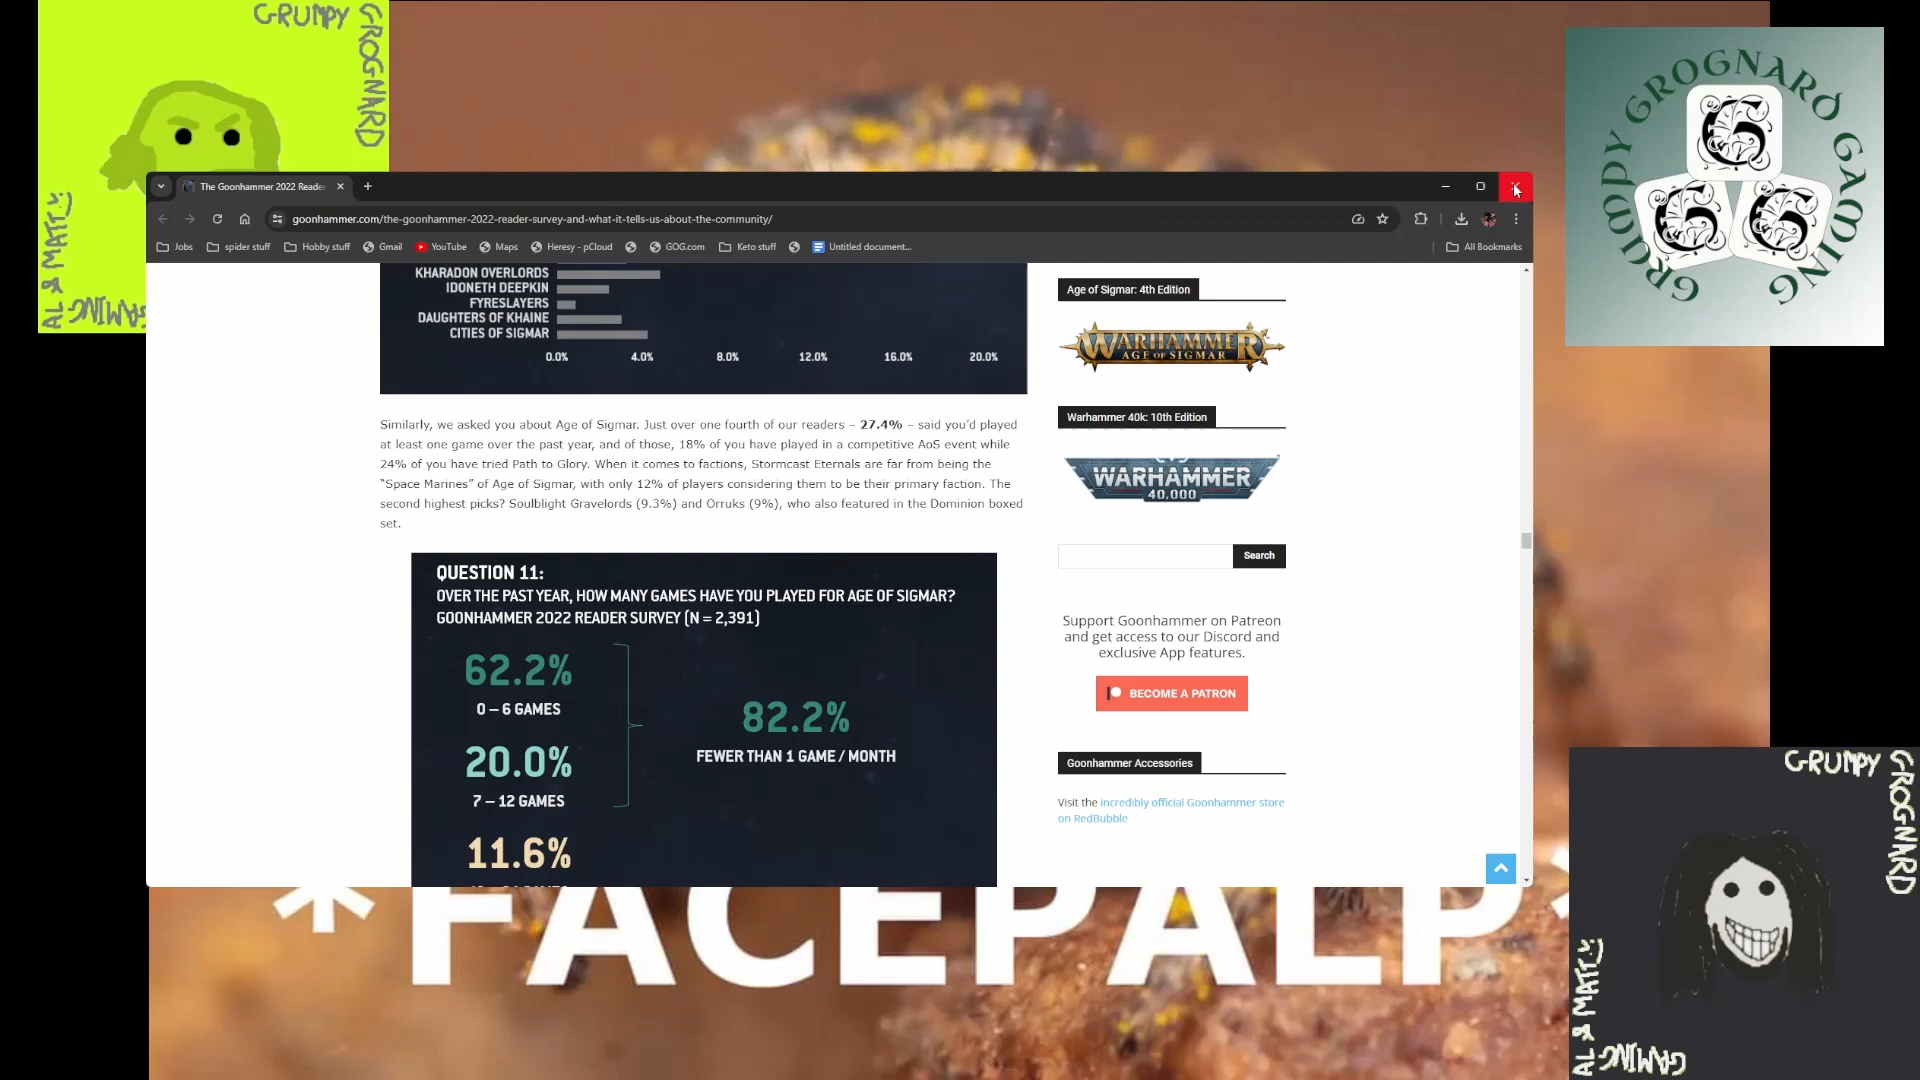 GRUMPY
GROGNARD
GAMING
AL & MATT
GRUMPY GROGNARD GAMING
G
G
G
The Goonhammer 2022 Reader
goonhammer.com/the-goonhammer-2022-reader-survey-and-what-it-tells-us-about-the-community/
Jobs
spider stuff
Hobby stuff
Gmail
YouTube
Maps
Heresy - pCloud
GOG.com
Keto stuff
Untitled document...
All Bookmarks
KHARADON OVERLORDS
IDONETH DEEPKIN
FYRESLAYERS
DAUGHTERS OF KHAINE
CITIES OF SIGMAR
0.0% 4.0% 8.0% 12.0% 16.0% 20.0%
Similarly, we asked you about Age of Sigmar. Just over one fourth of our readers – 27.4% – said you'd played
at least one game over the past year, and of those, 18% of you have played in a competitive AoS event while
24% of you have tried Path to Glory. When it comes to factions, Stormcast Eternals are far from being the
“Space Marines” of Age of Sigmar, with only 12% of players considering them to be their primary faction. The
second highest picks? Soulblight Gravelords (9.3%) and Orruks (9%), who also featured in the Dominion boxed
set.
QUESTION 11:
OVER THE PAST YEAR, HOW MANY GAMES HAVE YOU PLAYED FOR AGE OF SIGMAR?
GOONHAMMER 2022 READER SURVEY (N = 2,391)
62.2%
0 – 6 GAMES
20.0%
7 – 12 GAMES
11.6%
82.2%
FEWER THAN 1 GAME / MONTH
Age of Sigmar: 4th Edition
WARHAMMER
AGE OF SIGMAR
Warhammer 40k: 10th Edition
WARHAMMER
40,000
Search
Support Goonhammer on Patreon
and get access to our Discord and
exclusive App features.
BECOME A PATRON
Goonhammer Accessories
Visit the incredibly official Goonhammer store
on RedBubble
*FACEPALP*
GRUMPY
GROGNARD
GAMING
AL & MATT